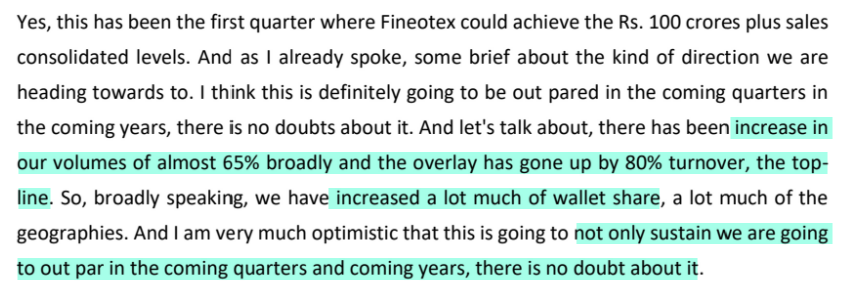 Yes, this has been the first quarter where Fineotex could achieve the Rs. 100 crores plus sales
consolidated levels. And as I already spoke, some brief about the kind of direction we are
heading towards to. I think this is definitely going to be out pared in the coming quarters in
the coming years, there is no doubts about it. And let's talk about, there has been increase in
our volumes of almost 65% broadly and the overlay has gone up by 80% turnover, the top-
line. So, broadly speaking, we have increased a lot much of wallet share, a lot much of the
geographies. And I am very much optimistic that this is going to not only sustain we are going
to out par in the coming quarters and coming years, there is no doubt about it.